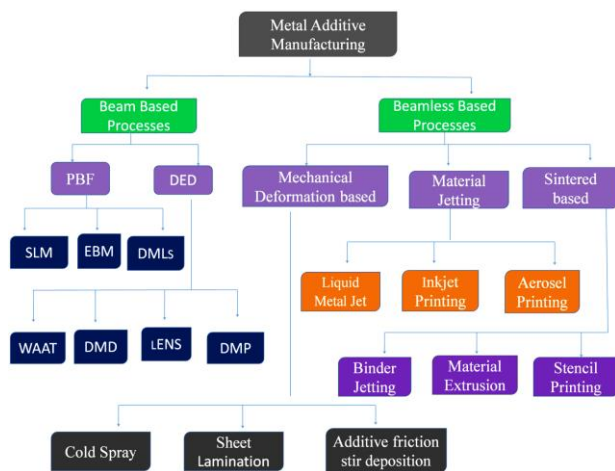 Metal Additive
Manufacturing
Beam Based
Processes
Beamless Based
Processes
PBF
DED
Mechanical
Deformation based
Material
Jetting
Sintered
based
SLM
EBM
DMLs
Liquid
Metal Jet
Inkjet
Printing
Aerosel
Printing
WAAT
DMD
LENS
DMP
Binder
Jetting
Material
Extrusion
Stencil
Printing
Cold Spray
Sheet
Lamination
Additive friction
stir deposition